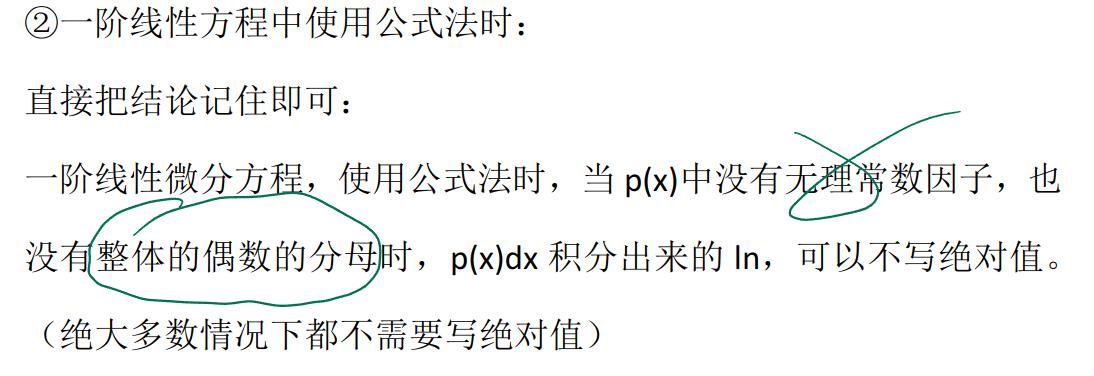 ②一阶线性方程中使用公式法时：
直接把结论记住即可：
一阶线性微分方程，使用公式法时，当 p(x)中没有无理常数因子，也
没有整体的偶数的分母时，p(x)dx 积分出来的 ln，可以不写绝对值。
（绝大多数情况下都不需要写绝对值）